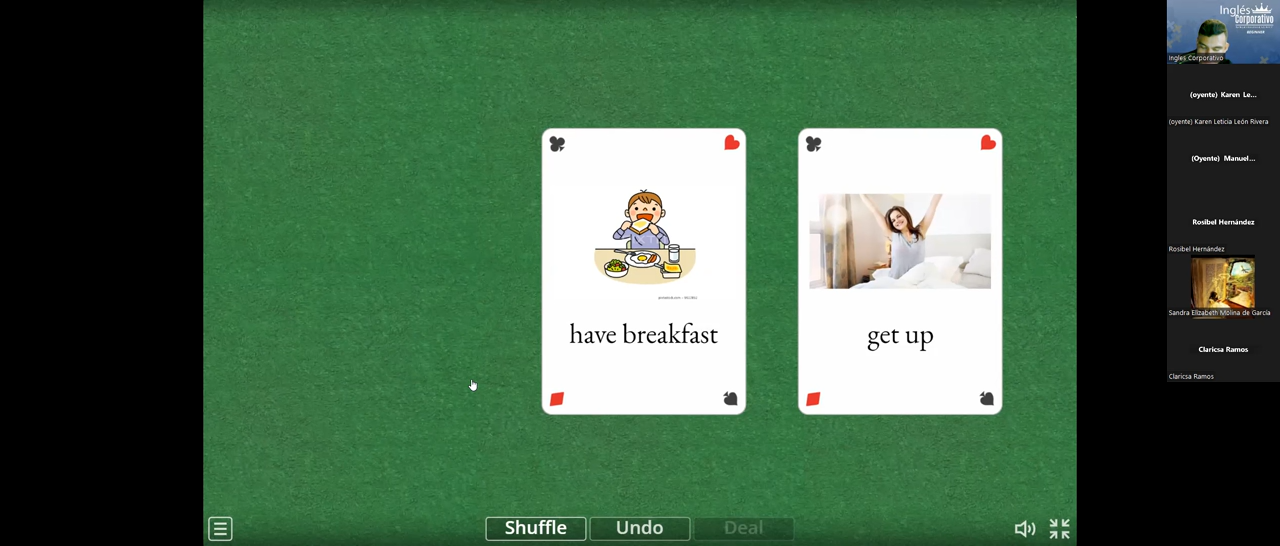 have breakfast
get up
Shuffle
Undo
Deal
Inglés
Corporativo
BEGINNER
Inglés Corporativo
(oyente) Karen Le...
(oyente) Karen Leticia León Rivera
(Oyente) Manuel...
Rosibel Hernández
Rosibel Hernández
Sandra Elizabeth Molina de García
Claricsa Ramos
Claricsa Ramos